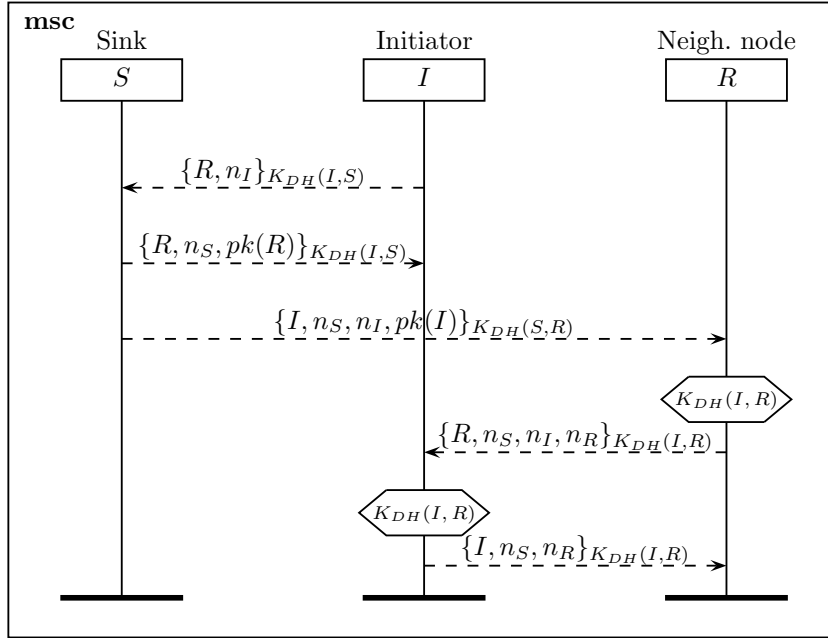 msc
Sink Initiator Neigh. node
S I R
{R, n_I}_{K_{DH}(I,S)}
{R, n_S, pk(R)}_{K_{DH}(I,S)}
{I, n_S, n_I, pk(I)}_{K_{DH}(S,R)}
K_{DH}(I, R)
{R, n_S, n_I, n_R}_{K_{DH}(I,R)}
K_{DH}(I, R)
{I, n_S, n_R}_{K_{DH}(I,R)}